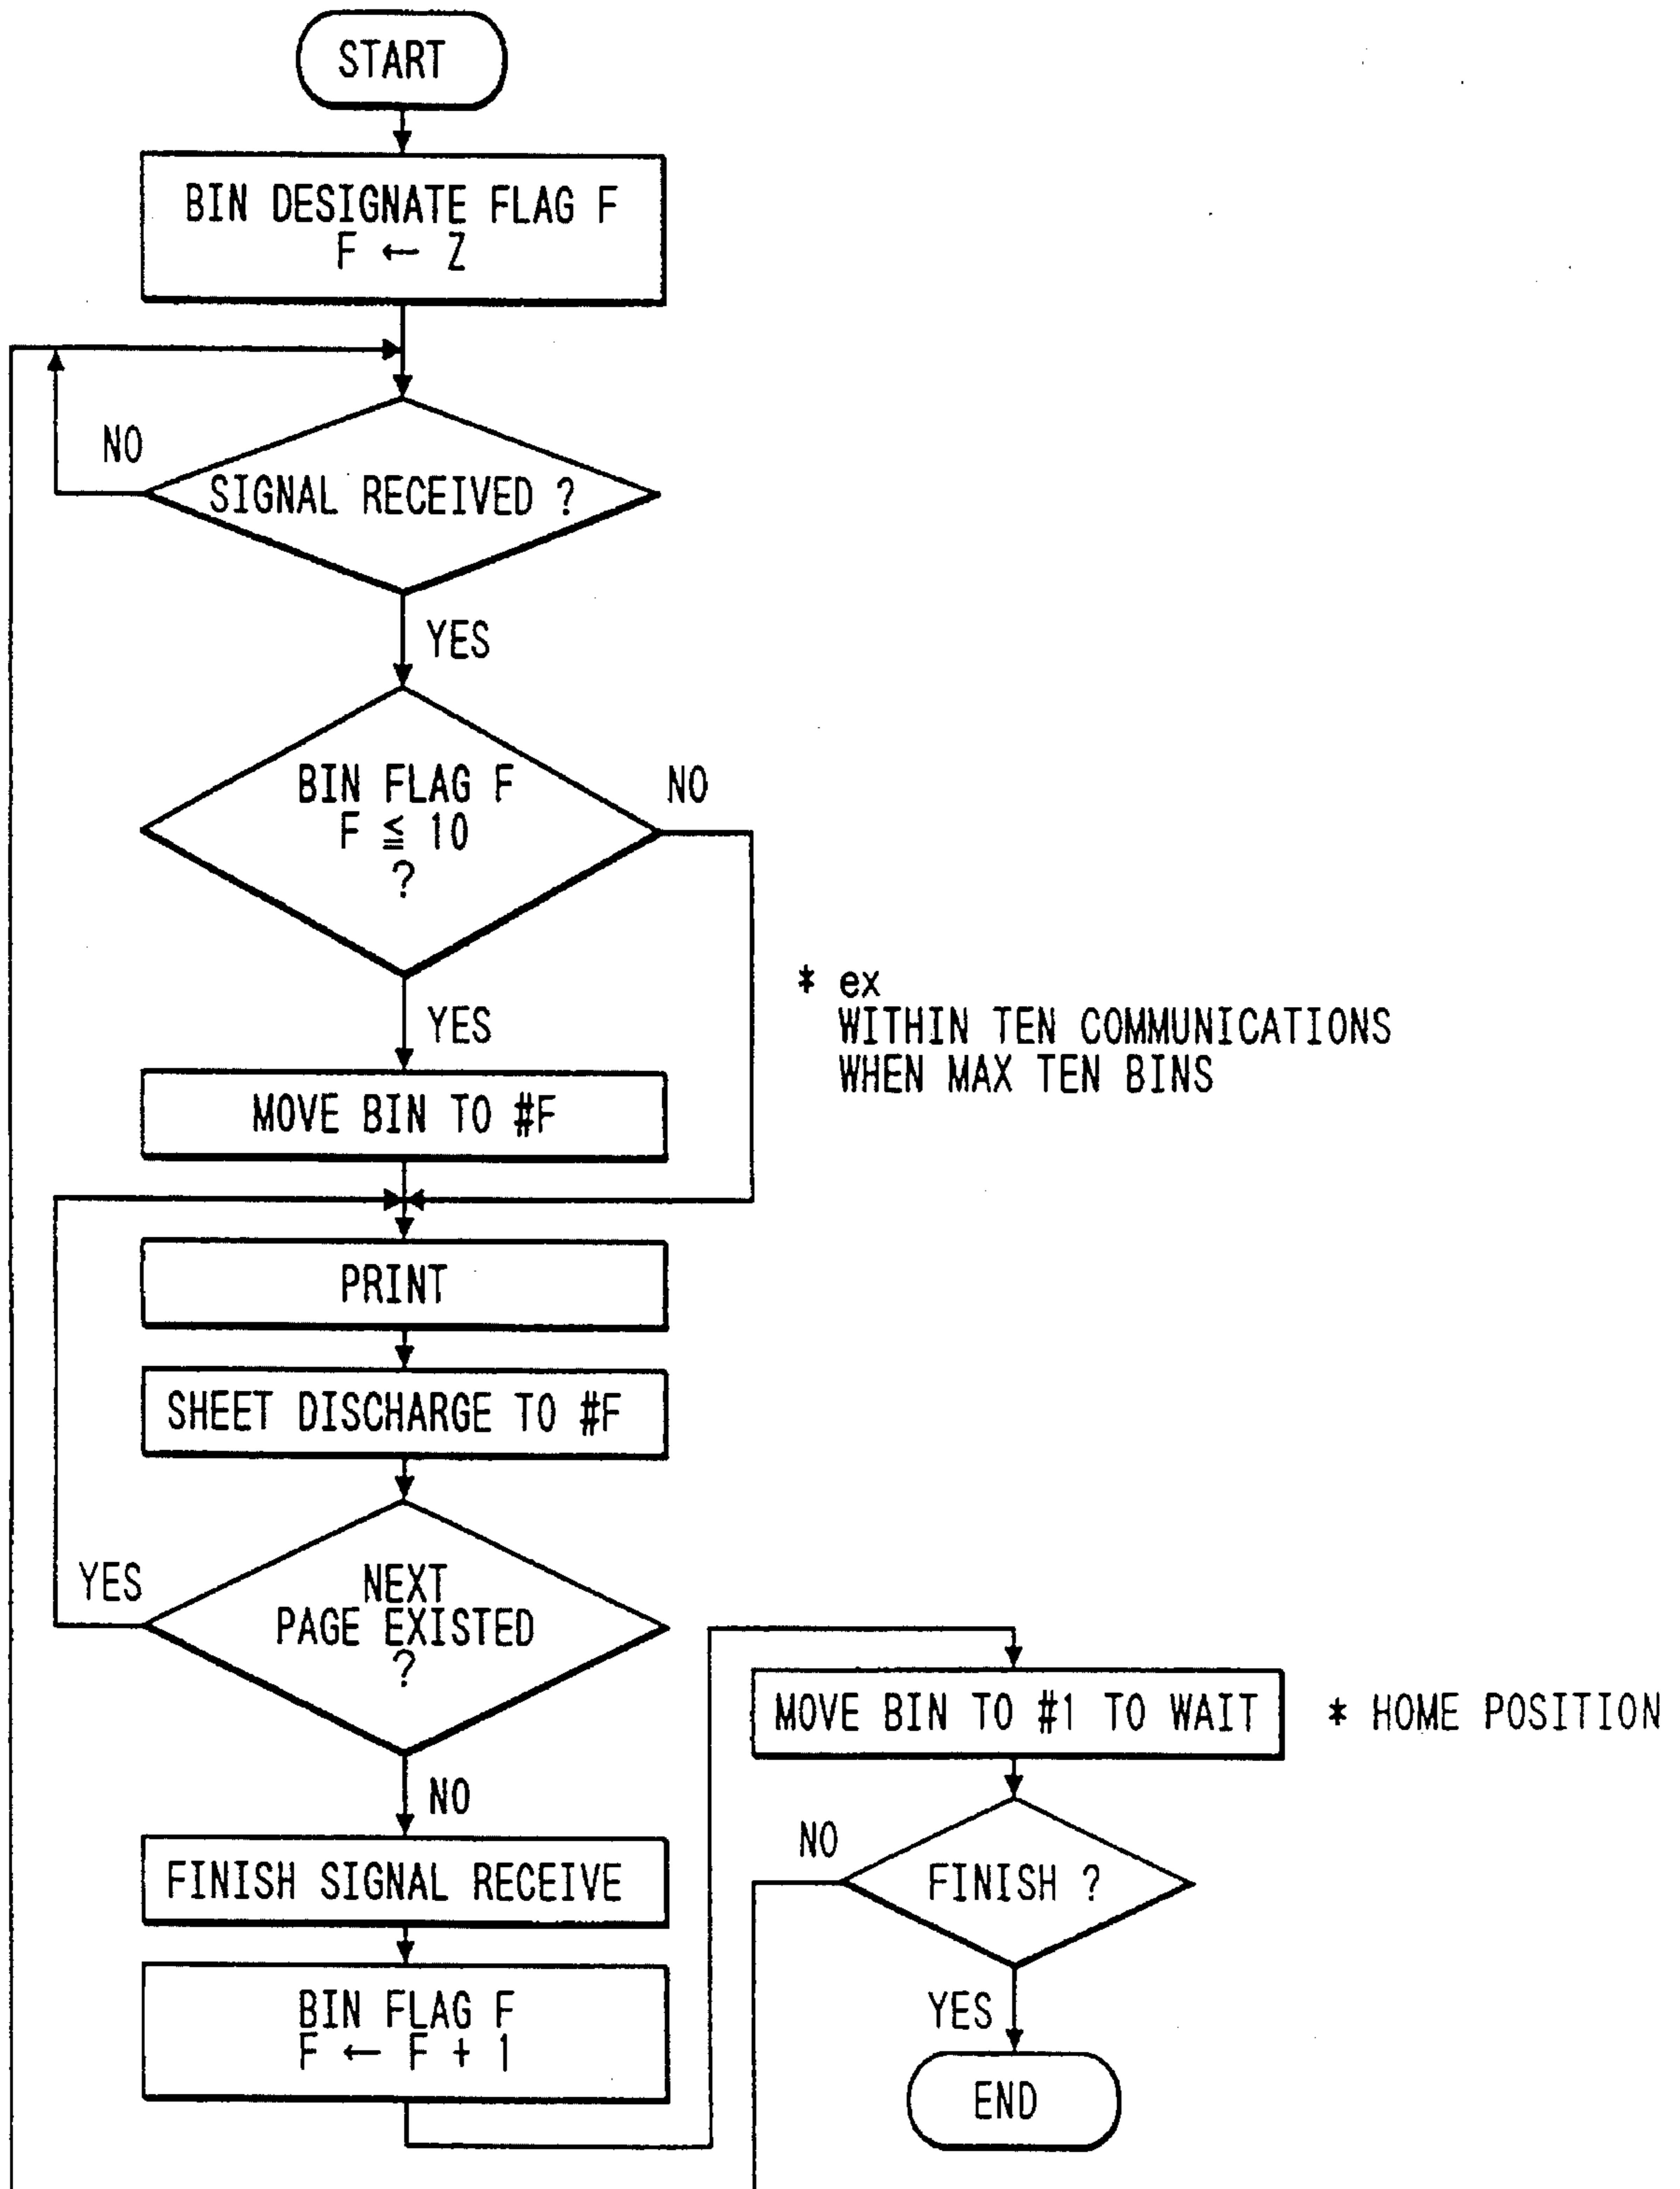 START
BIN DESIGNATE FLAG F
F ← Z
NO
SIGNAL RECEIVED ?
YES
BIN FLAG F
F ≦ 10
?
NO
YES
* ex
WITHIN TEN COMMUNICATIONS
WHEN MAX TEN BINS
MOVE BIN TO #F
PRINT
SHEET DISCHARGE TO #F
YES
NEXT
PAGE EXISTED
?
NO
FINISH SIGNAL RECEIVE
BIN FLAG F
F ← F + 1
MOVE BIN TO #1 TO WAIT
* HOME POSITION
NO
FINISH ?
YES
END